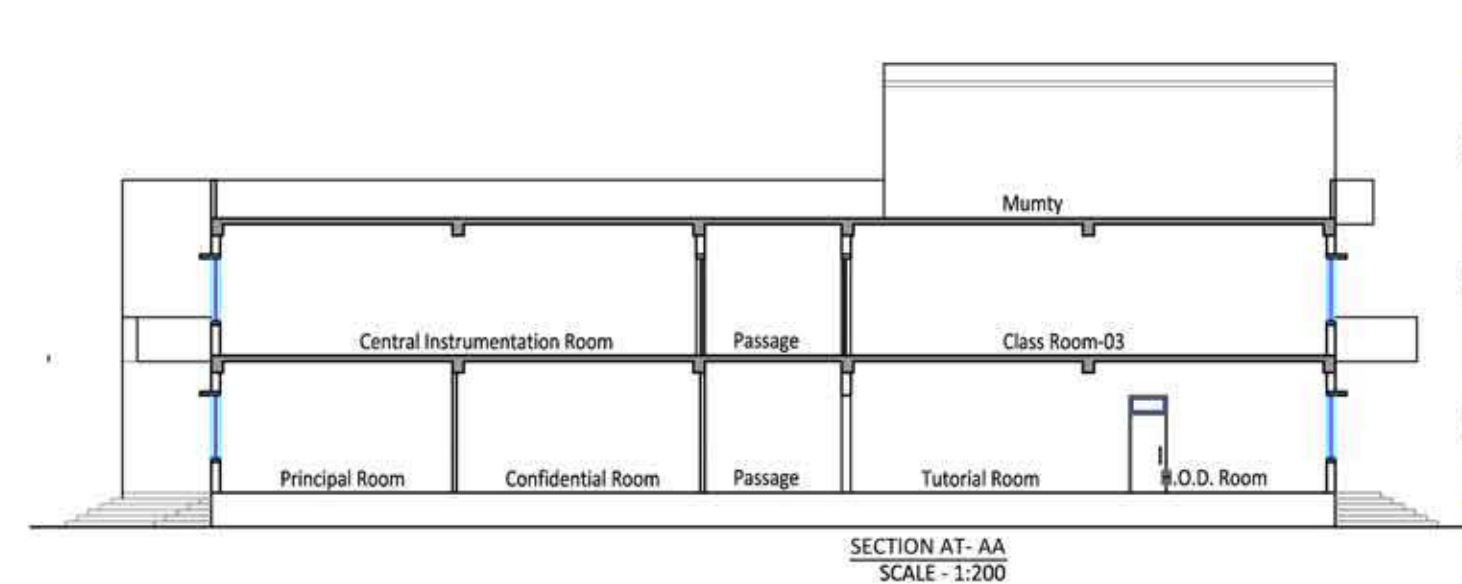 Mumty
Central Instrumentation Room Passage Class Room-03
Principal Room Confidential Room Passage Tutorial Room H.O.D. Room
SECTION AT- AA
SCALE - 1:200